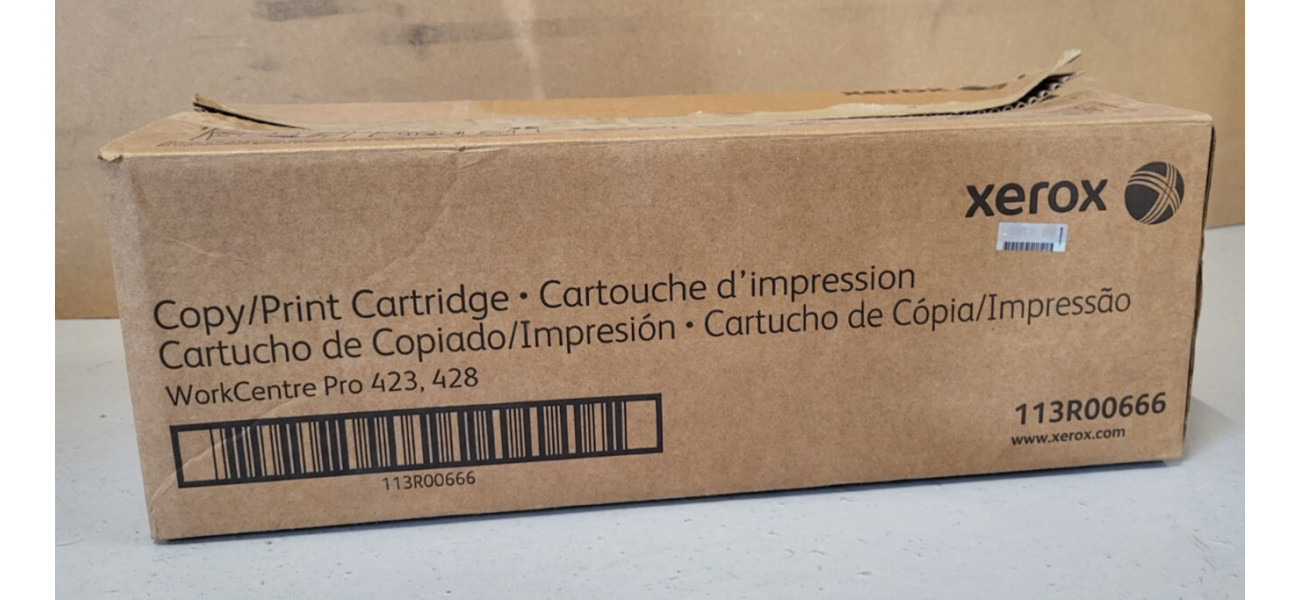 xerox
xerox
Copy/Print Cartridge • Cartouche d'impression
Cartucho de Copiado/Impresión • Cartucho de Cópia/Impressão
WorkCentre Pro 423, 428
113R00666
113R00666
www.xerox.com